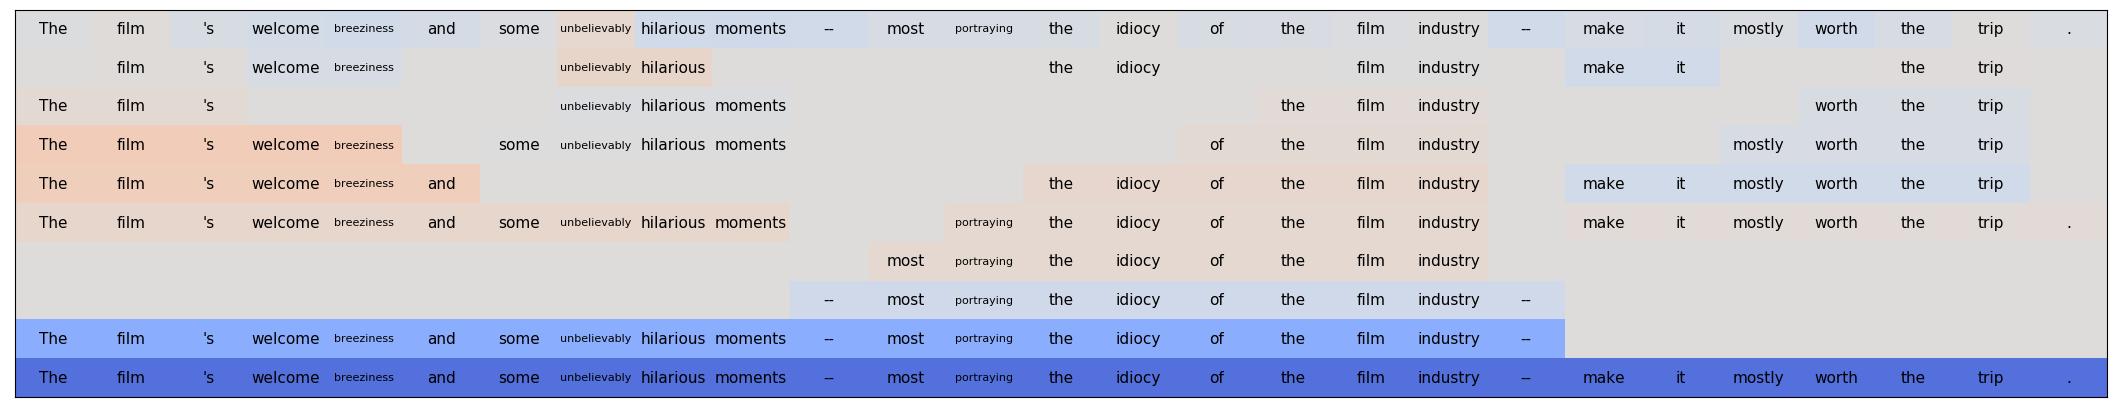 The film 's welcome breeziness and some unbelievably hilarious moments -- most portraying the idiocy of the film industry -- make it mostly worth the trip .
film 's welcome breeziness unbelievably hilarious the idiocy film industry make it the trip
The film 's unbelievably hilarious moments the film industry worth the trip
The film 's welcome breeziness some unbelievably hilarious moments of the film industry mostly worth the trip
The film 's welcome breeziness and the idiocy of the film industry make it mostly worth the trip
The film 's welcome breeziness and some unbelievably hilarious moments portraying the idiocy of the film industry make it mostly worth the trip .
most portraying the idiocy of the film industry
-- most portraying the idiocy of the film industry --
The film 's welcome breeziness and some unbelievably hilarious moments -- most portraying the idiocy of the film industry --
The film 's welcome breeziness and some unbelievably hilarious moments -- most portraying the idiocy of the film industry -- make it mostly worth the trip .